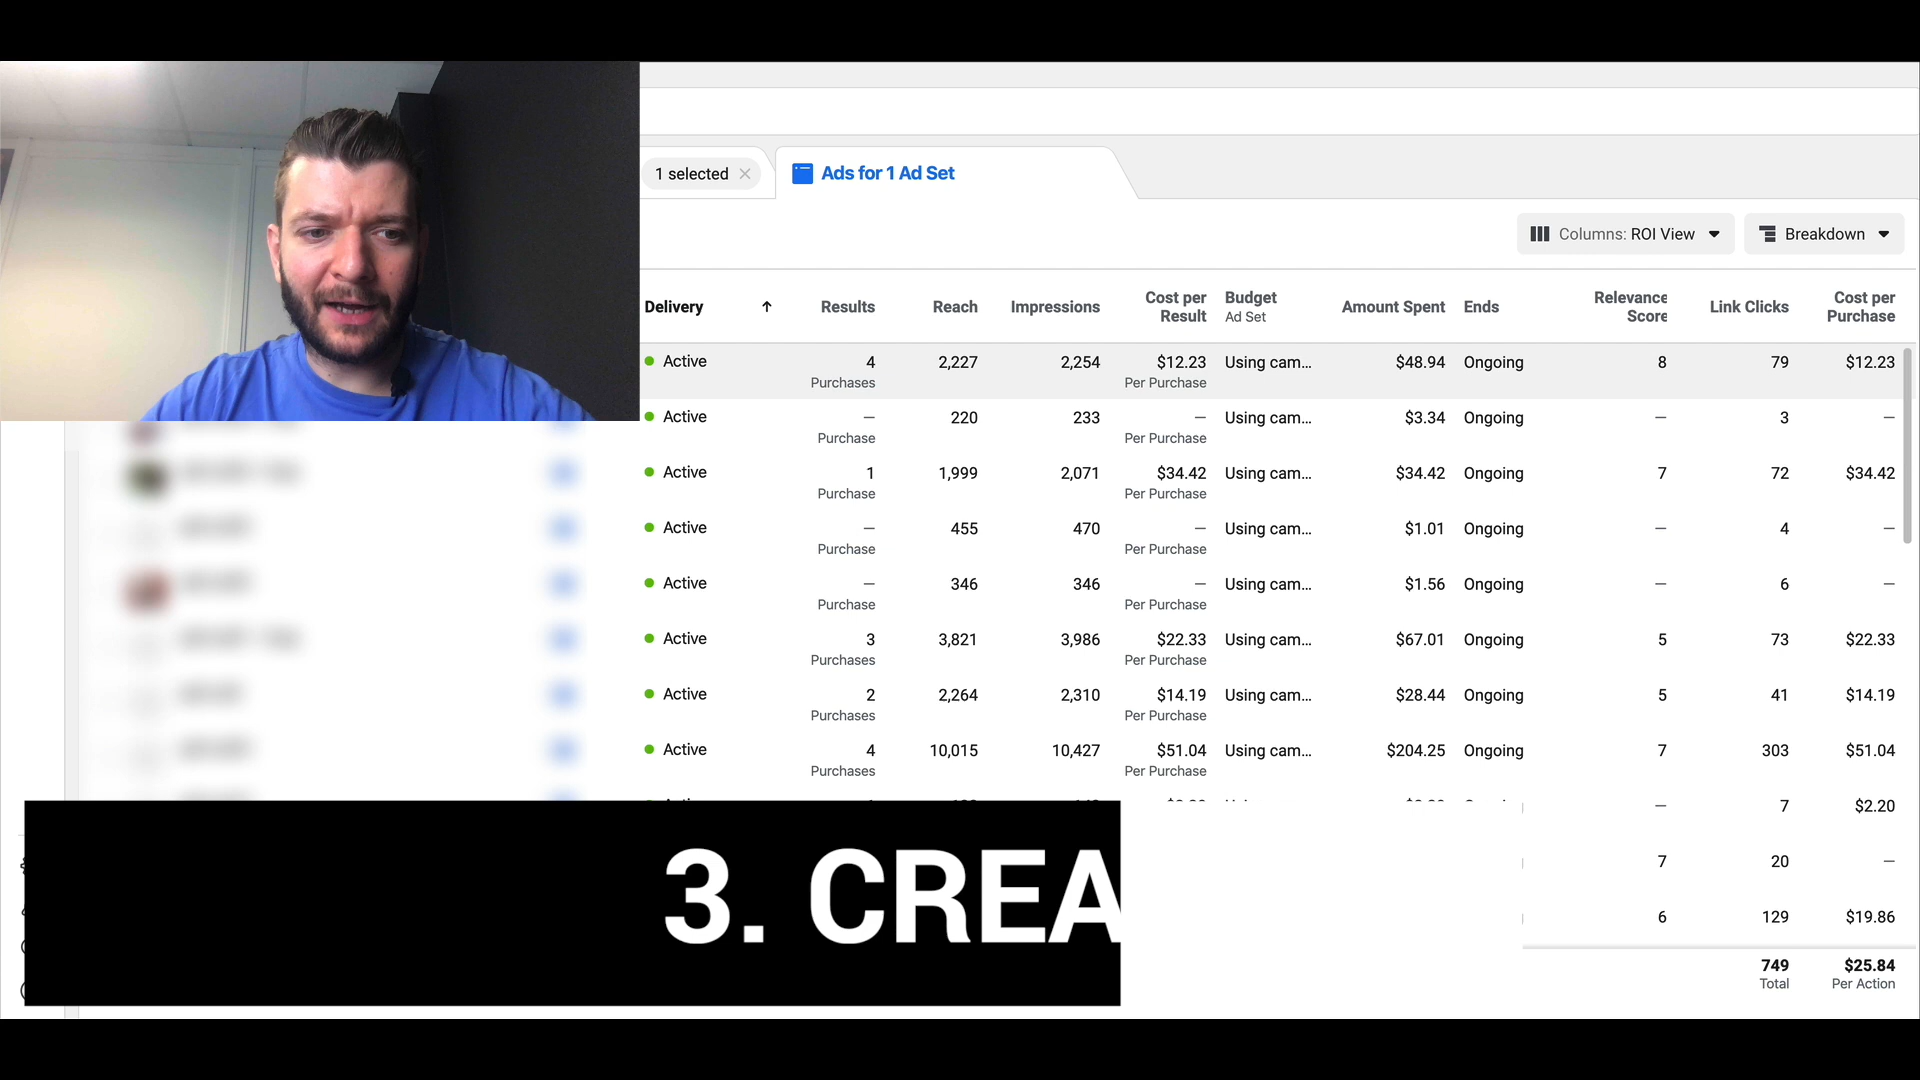 1 selected
Ads for 1 Ad Set
Columns: ROI View
Breakdown
Delivery Results Reach Impressions Cost per Result Budget Ad Set Amount Spent Ends Relevance Score Link Clicks Cost per Purchase
Active 4 Purchases 2,227 2,254 $12.23 Per Purchase Using cam... $48.94 Ongoing 8 79 $12.23
Active — Purchase 220 233 — Per Purchase Using cam... $3.34 Ongoing — 3 —
Active 1 Purchase 1,999 2,071 $34.42 Per Purchase Using cam... $34.42 Ongoing 7 72 $34.42
Active — Purchase 455 470 — Per Purchase Using cam... $1.01 Ongoing — 4 —
Active — Purchase 346 346 — Per Purchase Using cam... $1.56 Ongoing — 6 —
Active 3 Purchases 3,821 3,986 $22.33 Per Purchase Using cam... $67.01 Ongoing 5 73 $22.33
Active 2 Purchases 2,264 2,310 $14.19 Per Purchase Using cam... $28.44 Ongoing 5 41 $14.19
Active 4 Purchases 10,015 10,427 $51.04 Per Purchase Using cam... $204.25 Ongoing 7 303 $51.04
— 7 $2.20
7 20 —
6 129 $19.86
749 Total $25.84 Per Action
3. CREA